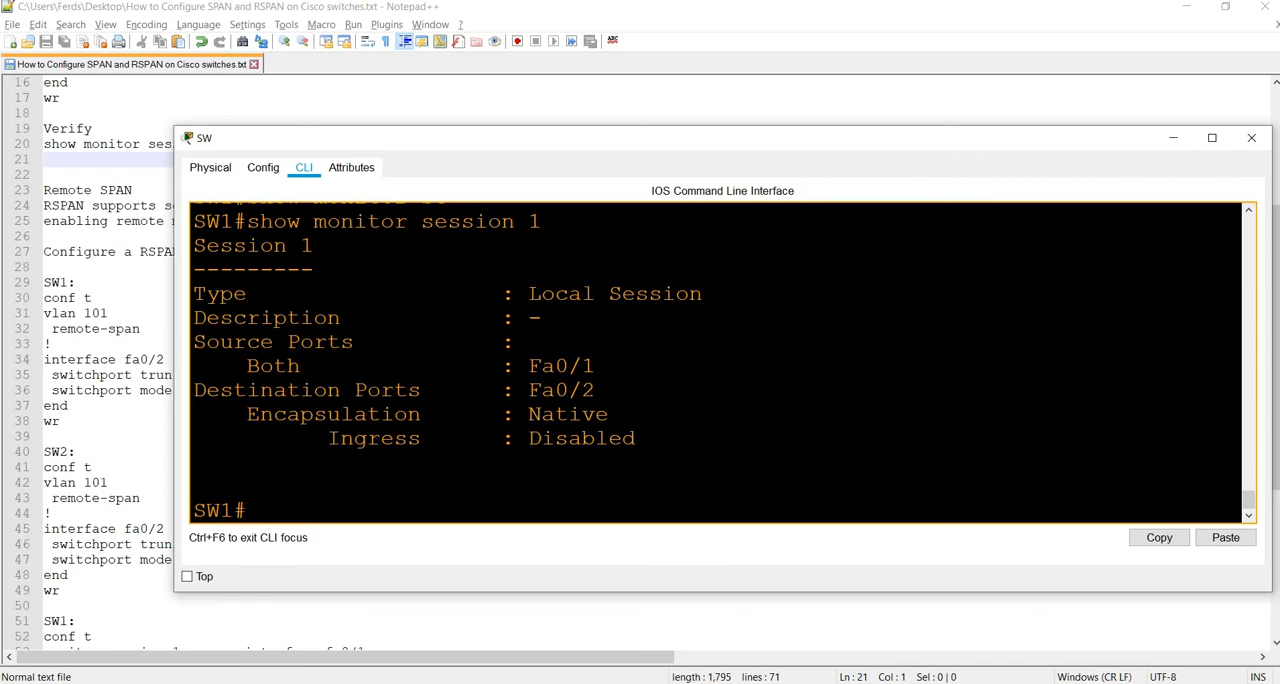 C:\Users\Ferds\Desktop\How to Configure SPAN and RSPAN on Cisco switches.txt - Notepad++
File Edit Search View Encoding Language Settings Tools Macro Run Plugins Window ?
How to Configure SPAN and RSPAN on Cisco switches.txt
16 end
17 wr
18
19 Verify
20 show monitor ses
21
22
23 Remote SPAN
24 RSPAN supports s
25 enabling remote
26
27 Configure a RSPA
28
29 SW1:
30 conf t
31 vlan 101
32 remote-span
33 !
34 interface fa0/2
35 switchport trun
36 switchport mode
37 end
38 wr
39
40 SW2:
41 conf t
42 vlan 101
43 remote-span
44 !
45 interface fa0/2
46 switchport trun
47 switchport mode
48 end
49 wr
50
51 SW1:
52 conf t
SW
Physical Config CLI Attributes
IOS Command Line Interface
SW1#show monitor session 1
Session 1
---------
Type : Local Session
Description : -
Source Ports :
Both : Fa0/1
Destination Ports : Fa0/2
Encapsulation : Native
Ingress : Disabled
SW1#
Ctrl+F6 to exit CLI focus
Copy Paste
Top
Normal text file length : 1,795 lines : 71 Ln : 21 Col : 1 Sel : 0 | 0 Windows (CR LF) UTF-8 INS